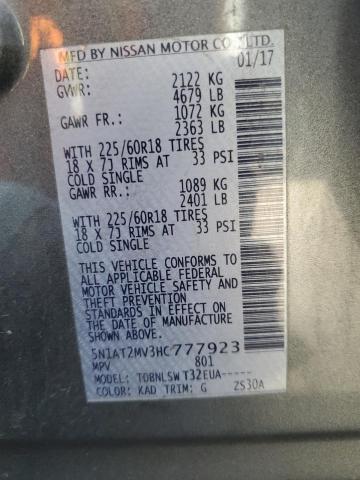 MFD BY NISSAN MOTOR CO., LTD.
DATE: 01/17
GVWR: 2122 KG
4679 LB
GAWR FR.: 1072 KG
2363 LB
WITH 225/60R18 TIRES
18 X 7J RIMS AT 33 PSI
COLD SINGLE
GAWR RR.: 1089 KG
2401 LB
WITH 225/60R18 TIRES
18 X 7J RIMS AT 33 PSI
COLD SINGLE
THIS VEHICLE CONFORMS TO
ALL APPLICABLE FEDERAL
MOTOR VEHICLE SAFETY AND
THEFT PREVENTION
STANDARDS IN EFFECT ON
THE DATE OF MANUFACTURE
SHOWN ABOVE.
5N1AT2MV3HC777923
MPV 801
MODEL: TOBNLSW T32EUA-----
COLOR: KAD TRIM: G ZS30A